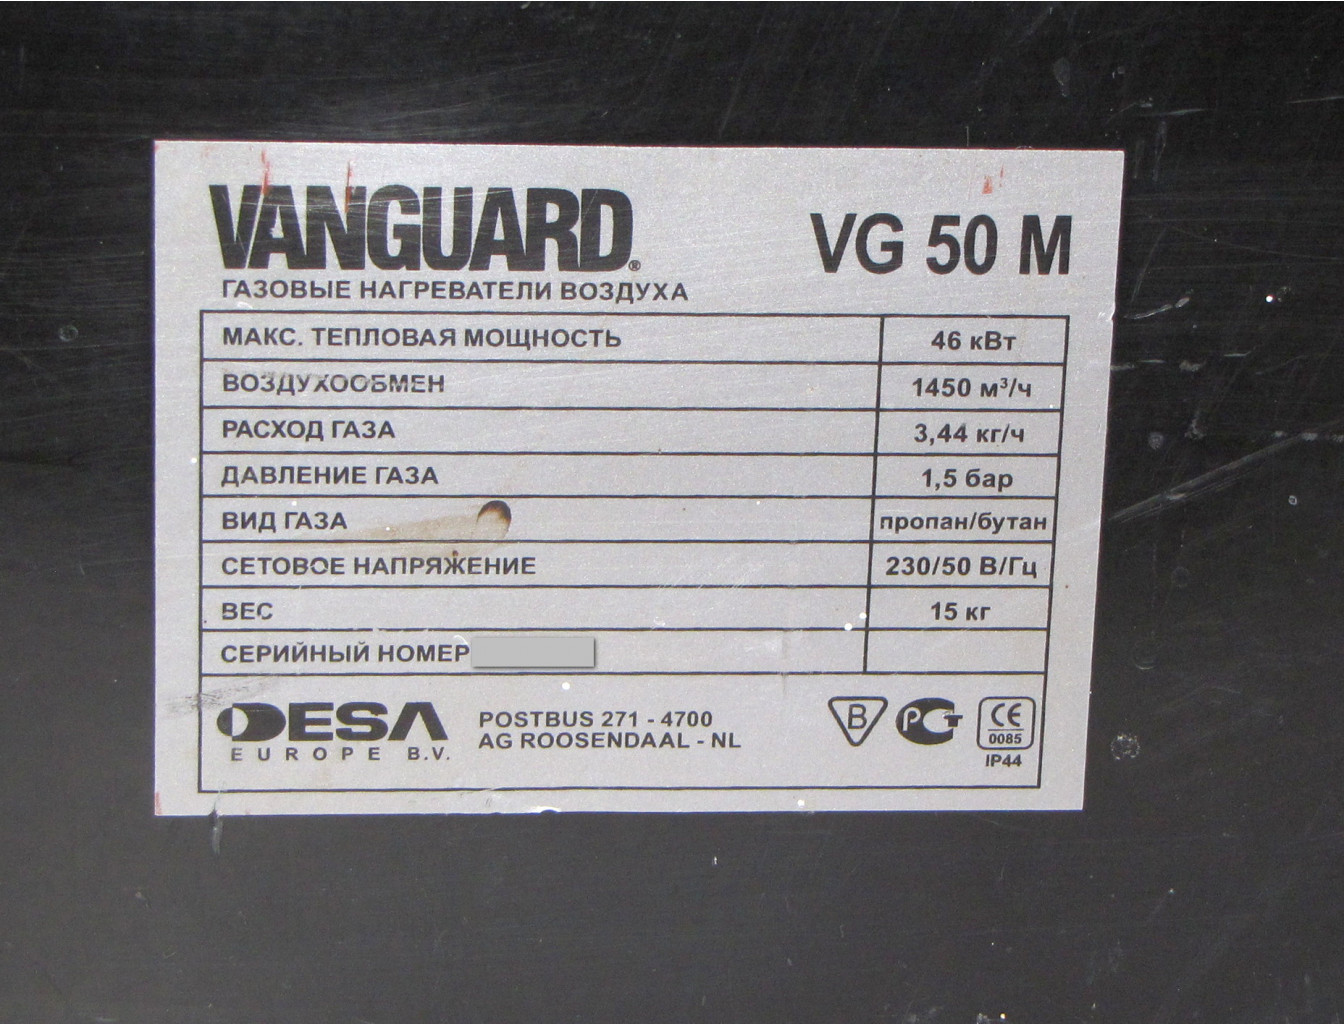 VANGUARD®
VG 50 M
ГАЗОВЫЕ НАГРЕВАТЕЛИ ВОЗДУХА
МАКС. ТЕПЛОВАЯ МОЩНОСТЬ 46 кВт
ВОЗДУХООБМЕН 1450 м³/ч
РАСХОД ГАЗА 3,44 кг/ч
ДАВЛЕНИЕ ГАЗА 1,5 бар
ВИД ГАЗА пропан/бутан
СЕТОВОЕ НАПРЯЖЕНИЕ 230/50 В/Гц
ВЕС 15 кг
СЕРИЙНЫЙ НОМЕР
DESA
EUROPE B.V.
POSTBUS 271 - 4700
AG ROOSENDAAL - NL
B
РСТ
CE
0085
IP44